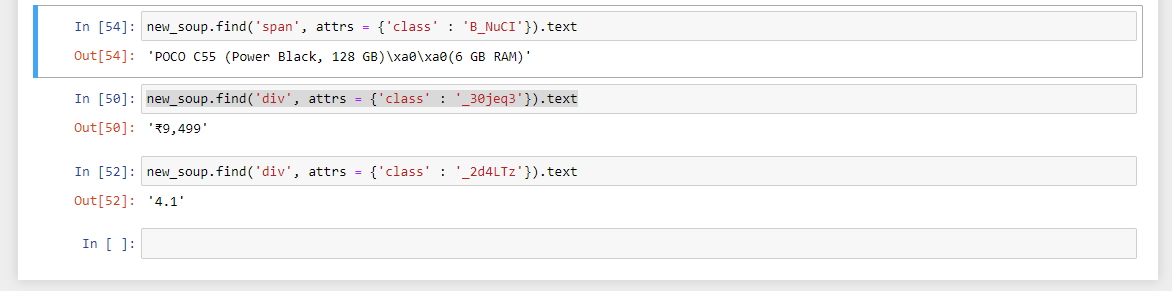 In [54]: new_soup.find('span', attrs = {'class' : 'B_NuCI'}).text
Out[54]: 'POCO C55 (Power Black, 128 GB)\xa0\xa0(6 GB RAM)'
In [50]: new_soup.find('div', attrs = {'class' : '_30jeq3'}).text
Out[50]: '₹9,499'
In [52]: new_soup.find('div', attrs = {'class' : '_2d4LTz'}).text
Out[52]: '4.1'
In [ ]: